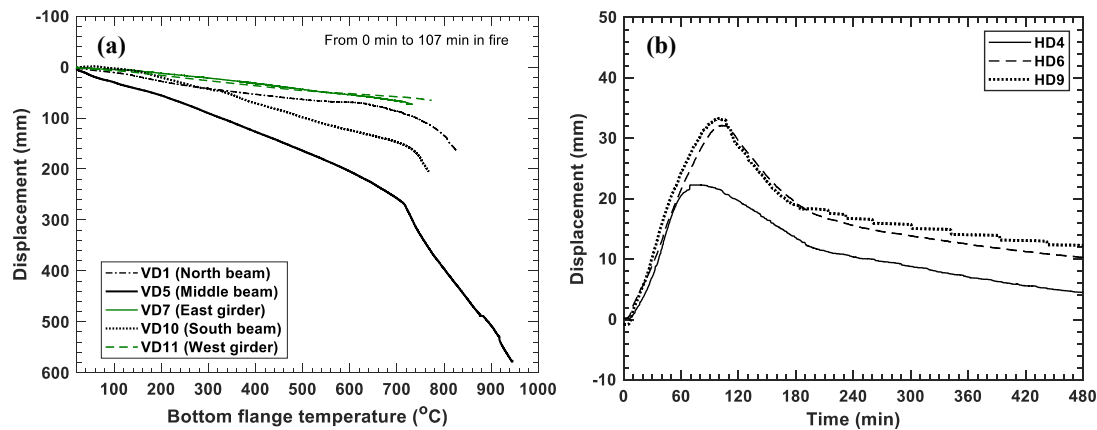 (a)
From 0 min to 107 min in fire
-100
0
100
200
300
400
500
600
Displacement (mm)
VD1 (North beam)
VD5 (Middle beam)
VD7 (East girder)
VD10 (South beam)
VD11 (West girder)
100 200 300 400 500 600 700 800 900 1000
Bottom flange temperature (°C)
(b)
HD4
HD6
HD9
50
40
30
20
10
0
-10
Displacement (mm)
0 60 120 180 240 300 360 420 480
Time (min)